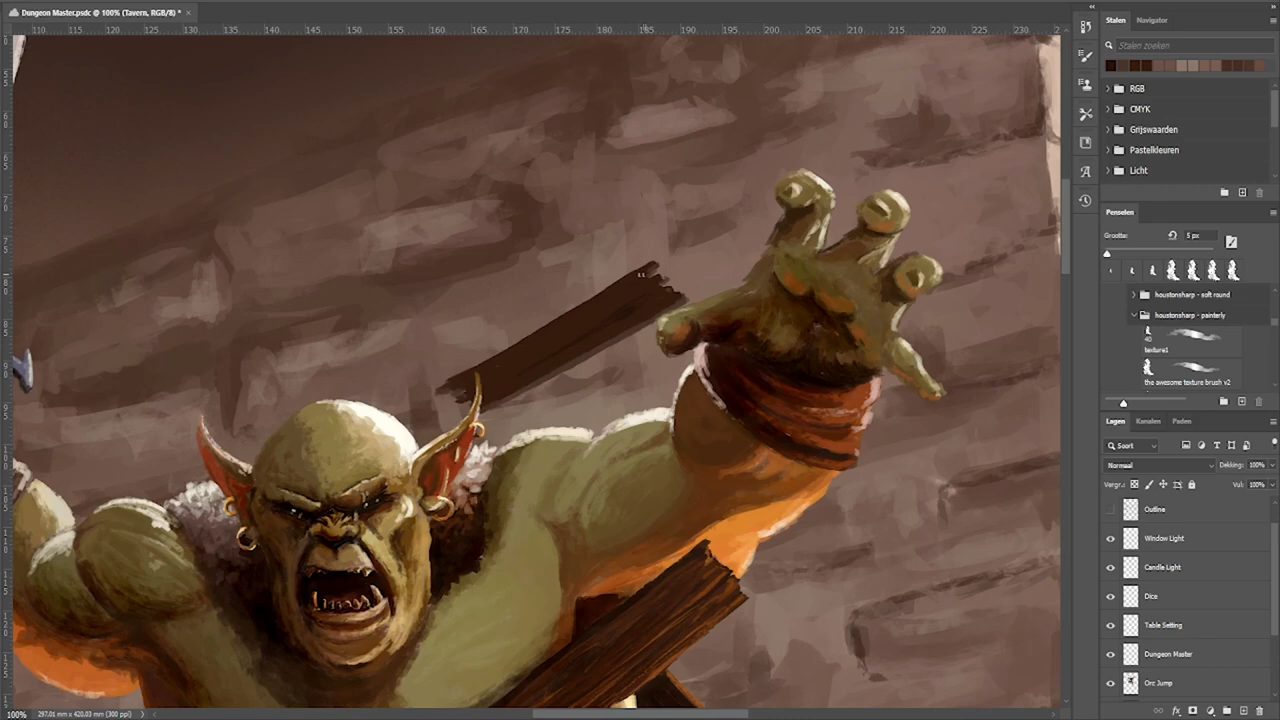 Dungeon Master.psdc @ 100% (Tavern, RGB/8) *
110 115 120 125 130 135 140 145 150 155 160 165 170 175 180 185 190 195 200 205 210 215 220 225 230
Stalen Navigator
Stalen zoeken
RGB
CMYK
Grijswaarden
Pastelkleuren
Licht
Penselen
Grootte: 5 px
houstonsharp - soft round
houstonsharp - painterly
40
texture1
the awesome texture brush v2
Lagen Kanalen Paden
Soort
Normaal Dekking: 100%
Vergr.: Vul: 100%
Outline
Window Light
Candle Light
Dice
Table Setting
Dungeon Master
Orc Jump
100% 297,01 mm x 420,03 mm (300 ppi)